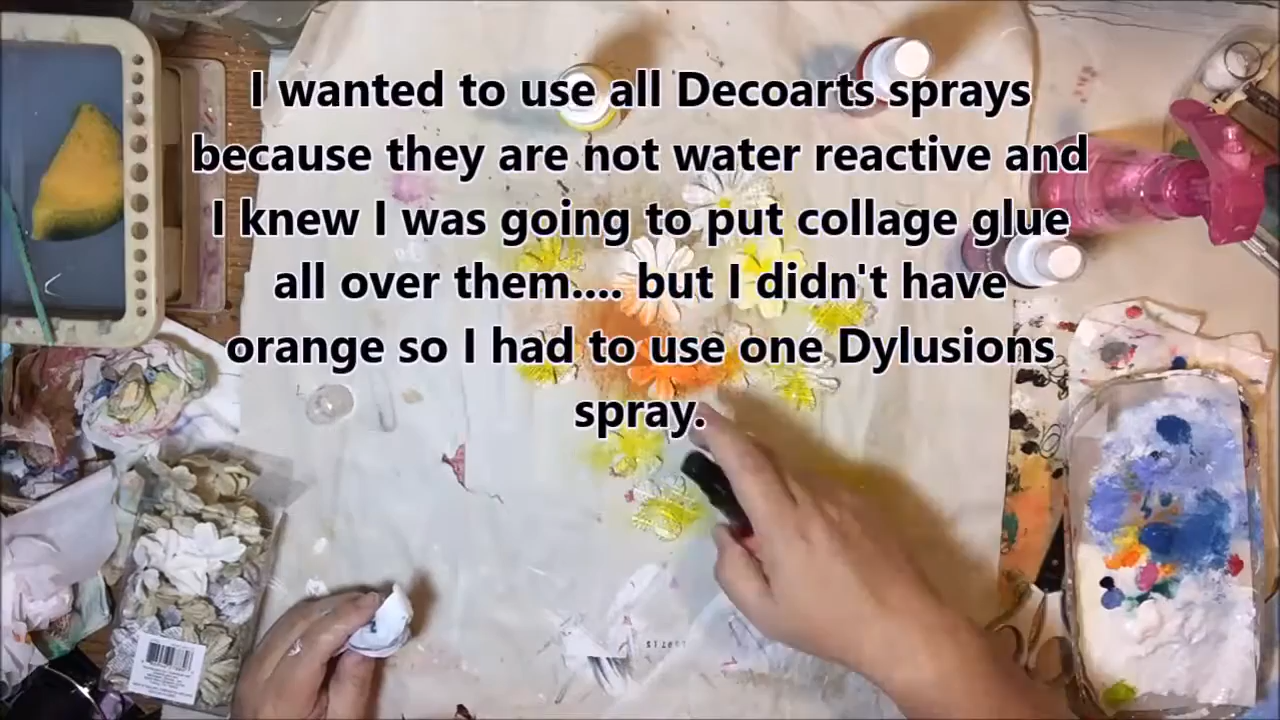 I wanted to use all Decoarts sprays
because they are not water reactive and
I knew I was going to put collage glue
all over them.... but I didn't have
orange so I had to use one Dylusions
spray.